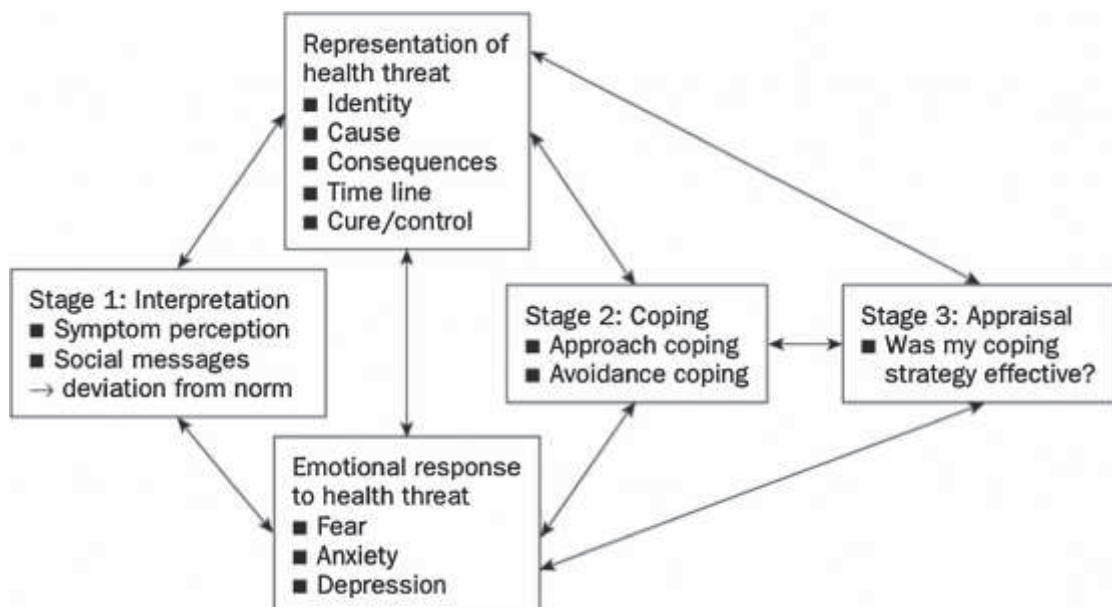 Representation of
health threat
■ Identity
■ Cause
■ Consequences
■ Time line
■ Cure/control
Stage 1: Interpretation
■ Symptom perception
■ Social messages
→ deviation from norm
Stage 2: Coping
■ Approach coping
■ Avoidance coping
Stage 3: Appraisal
■ Was my coping
strategy effective?
Emotional response
to health threat
■ Fear
■ Anxiety
■ Depression